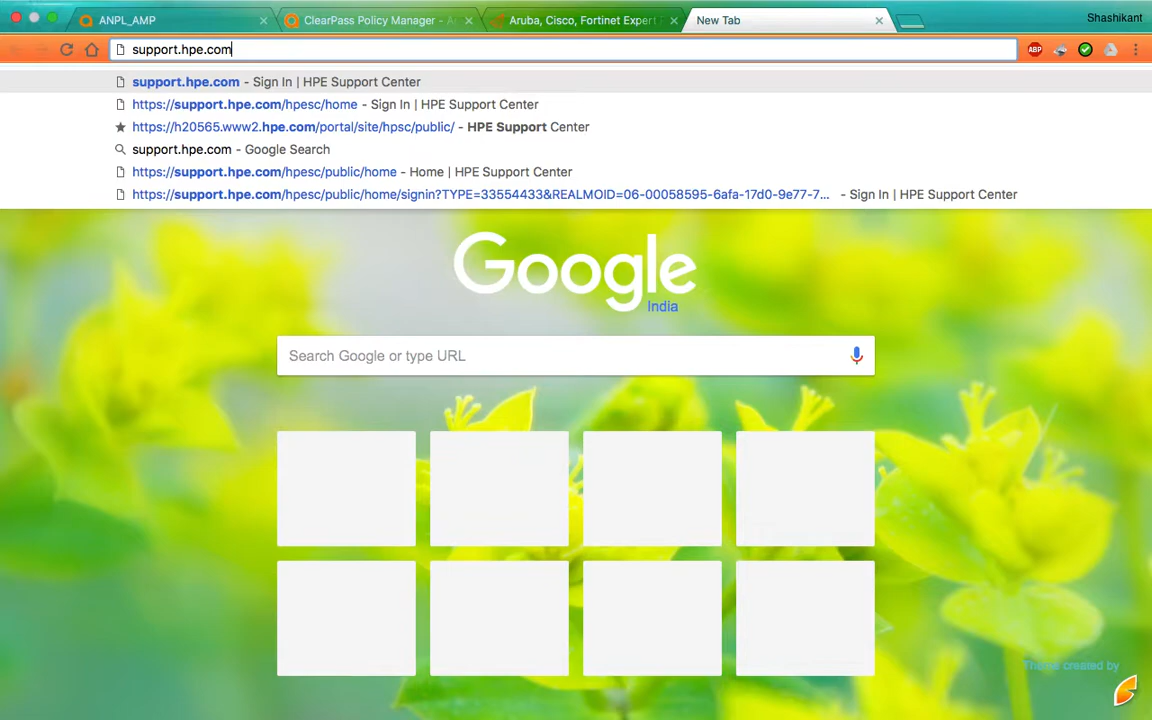 ANPL_AMP
ClearPass Policy Manager - A
Aruba, Cisco, Fortinet Expert
New Tab
Shashikant
support.hpe.com
ABP
support.hpe.com - Sign In | HPE Support Center
https://support.hpe.com/hpesc/home - Sign In | HPE Support Center
https://h20565.www2.hpe.com/portal/site/hpsc/public/ - HPE Support Center
support.hpe.com - Google Search
https://support.hpe.com/hpesc/public/home - Home | HPE Support Center
https://support.hpe.com/hpesc/public/home/signin?TYPE=33554433&REALMOID=06-00058595-6afa-17d0-9e77-7... - Sign In | HPE Support Center
Google
India
Search Google or type URL
Theme created by